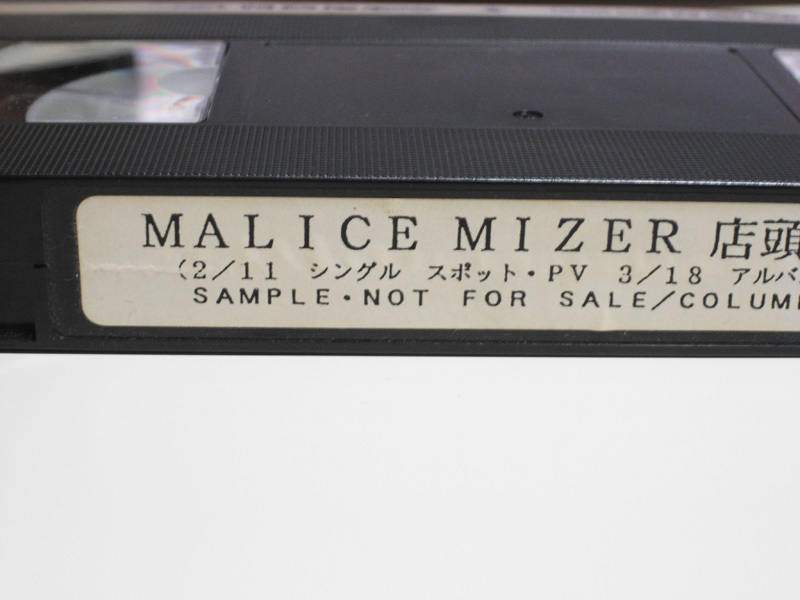 MALICE MIZER 店頭
(2/11 シングル スポット・PV 3/18 アルバ
SAMPLE・NOT FOR SALE/COLUM